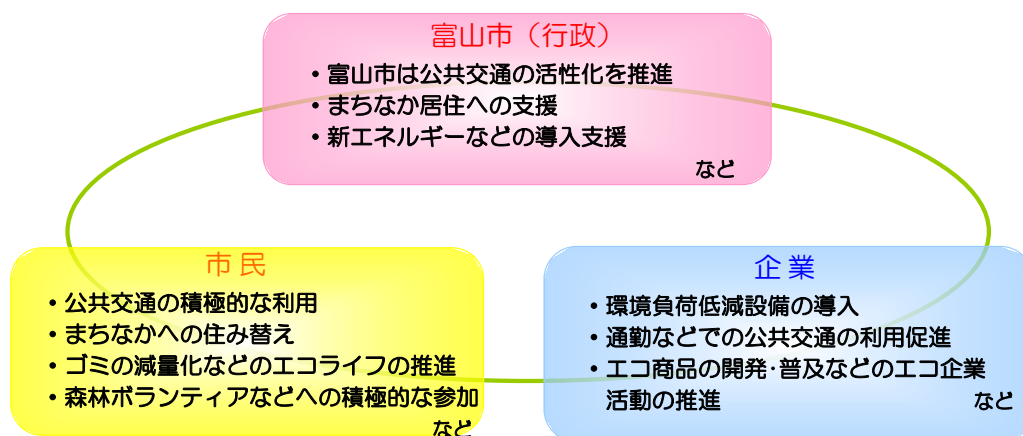 富山市（行政）
・富山市は公共交通の活性化を推進
・まちなか居住への支援
・新エネルギーなどの導入支援
など
市 民
・公共交通の積極的な利用
・まちなかへの住み替え
・ゴミの減量化などのエコライフの推進
・森林ボランティアなどへの積極的な参加
など
企 業
・環境負荷低減設備の導入
・通勤などでの公共交通の利用促進
・エコ商品の開発･普及などのエコ企業
活動の推進
など